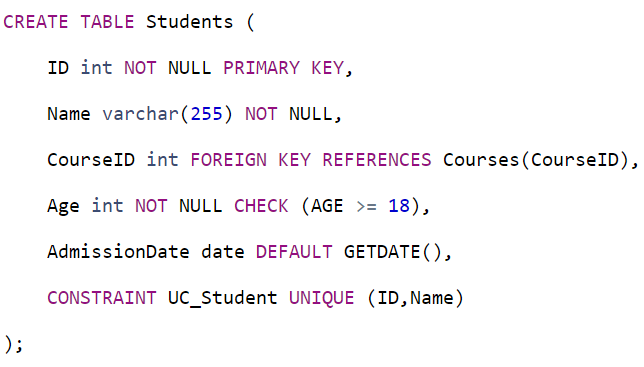 CREATE TABLE Students (
ID int NOT NULL PRIMARY KEY,
Name varchar(255) NOT NULL,
CourseID int FOREIGN KEY REFERENCES Courses(CourseID),
Age int NOT NULL CHECK (AGE >= 18),
AdmissionDate date DEFAULT GETDATE(),
CONSTRAINT UC_Student UNIQUE (ID,Name)
);